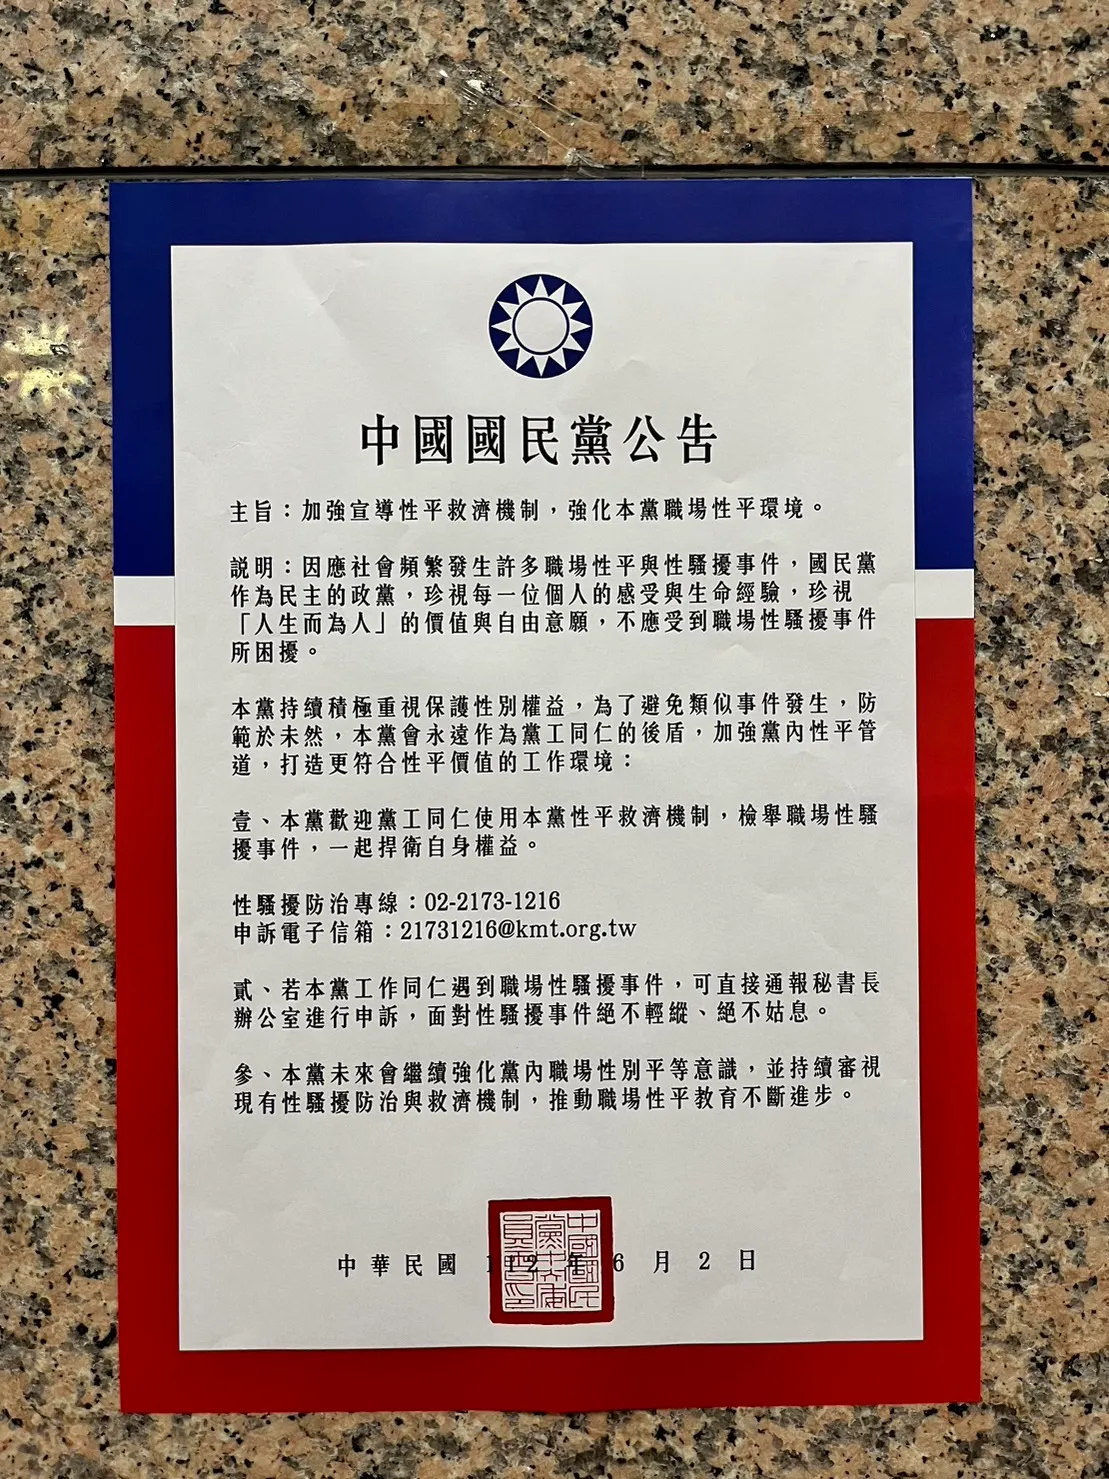 中國國民黨公告
主旨：加強宣導性平救濟機制，強化本黨職場性平環境。
說明：因應社會頻繁發生許多職場性平與性騷擾事件，國民黨
作為民主的政黨，珍視每一位個人的感受與生命經驗，珍視
「人生而為人」的價值與自由意願，不應受到職場性騷擾事件
所困擾。
本黨持續積極重視保護性別權益，為了避免類似事件發生，防
範於未然，本黨會永遠作為黨工同仁的後盾，加強黨內性平管
道，打造更符合性平價值的工作環境：
壹、本黨歡迎黨工同仁使用本黨性平救濟機制，檢舉職場性騷
擾事件，一起捍衛自身權益。
性騷擾防治專線：02-2173-1216
申訴電子信箱：21731216@kmt.org.tw
貳、若本黨工作同仁遇到職場性騷擾事件，可直接通報秘書長
辦公室進行申訴，面對性騷擾事件絕不輕縱、絕不姑息。
參、本黨未來會繼續強化黨內職場性別平等意識，並持續審視
現有性騷擾防治與救濟機制，推動職場性平教育不斷進步。
中華民國 112 年 6 月 2 日
中國國民
黨中央委
員會印